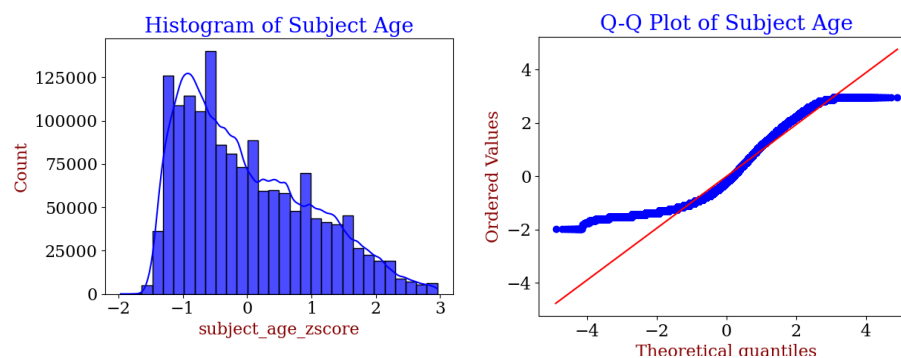 Histogram of Subject Age
125000
100000
75000
50000
25000
0
Count
−2 −1 0 1 2 3
subject_age_zscore
Q-Q Plot of Subject Age
4
2
0
−2
−4
Ordered Values
−4 −2 0 2 4
Theoretical quantiles